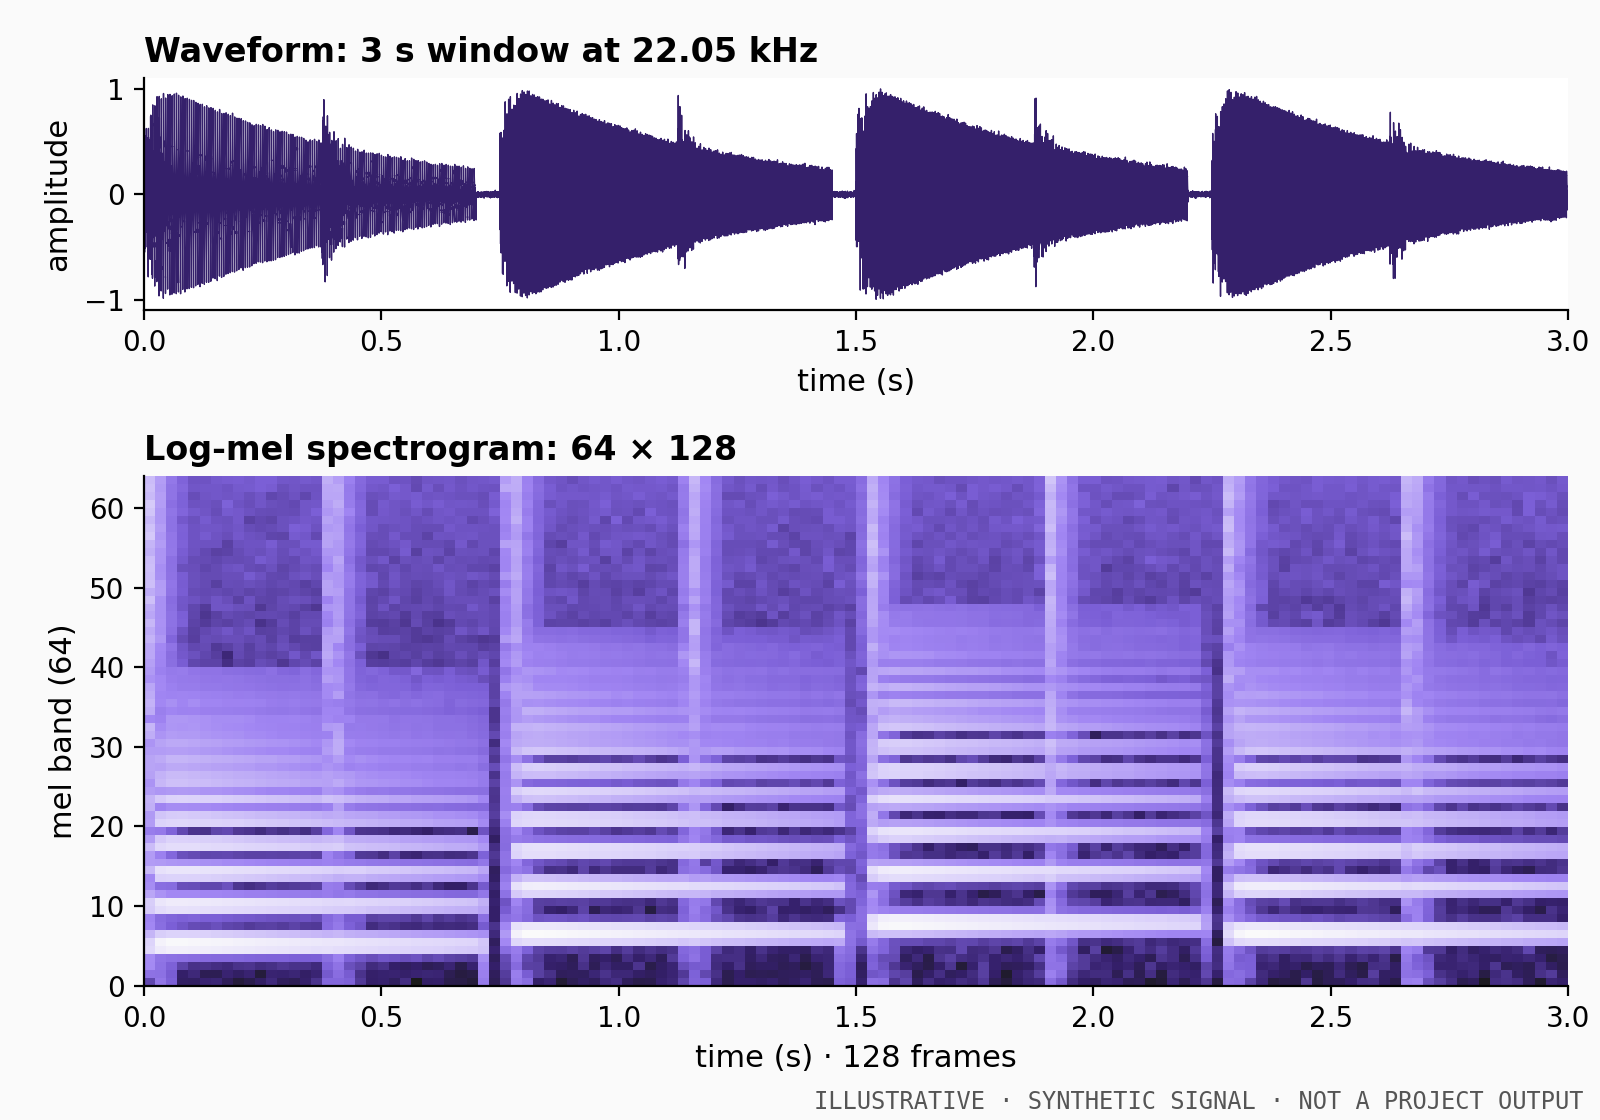 Waveform: 3 s window at 22.05 kHz
1
0
−1
amplitude
0.0 0.5 1.0 1.5 2.0 2.5 3.0
time (s)
Log-mel spectrogram: 64 × 128
60
50
40
30
20
10
0
mel band (64)
0.0 0.5 1.0 1.5 2.0 2.5 3.0
time (s) · 128 frames
ILLUSTRATIVE · SYNTHETIC SIGNAL · NOT A PROJECT OUTPUT